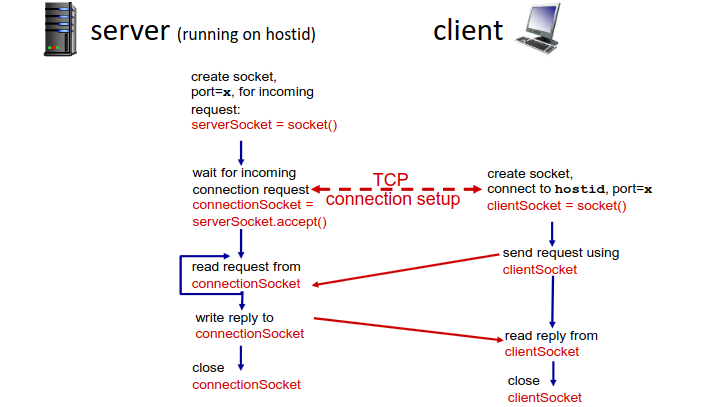 server (running on hostid)
client
create socket,
port=x, for incoming
request:
serverSocket = socket()
wait for incoming
connection request
connectionSocket =
serverSocket.accept()
TCP
connection setup
create socket,
connect to hostid, port=x
clientSocket = socket()
read request from
connectionSocket
send request using
clientSocket
write reply to
connectionSocket
read reply from
clientSocket
close
connectionSocket
close
clientSocket